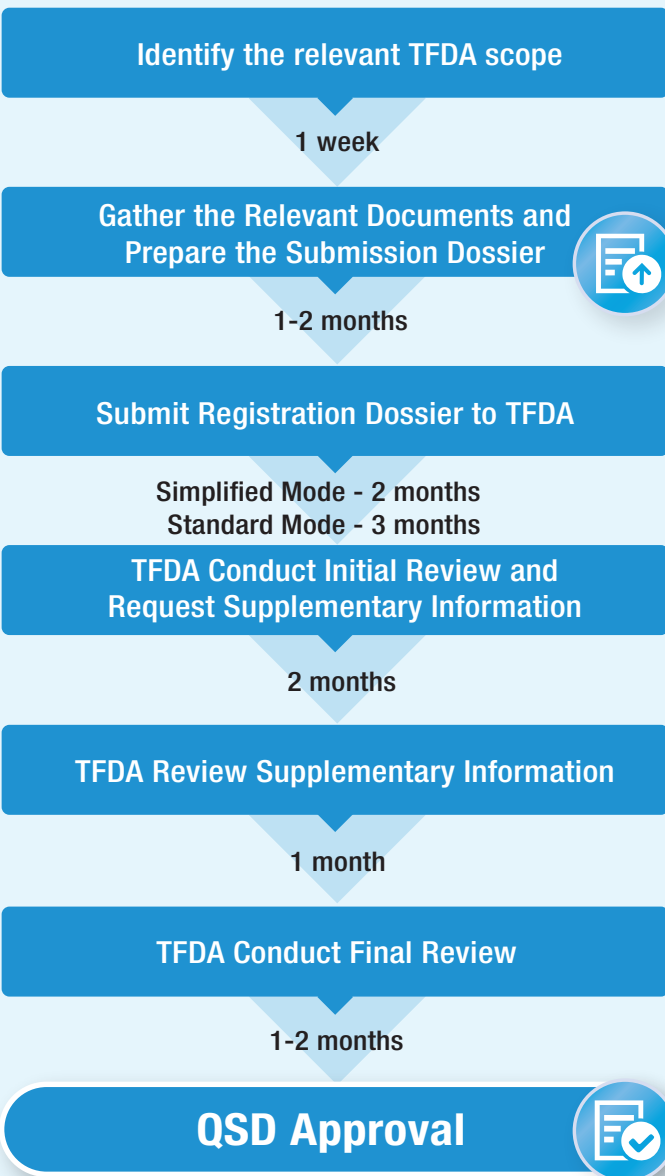 Identify the relevant TFDA scope
1 week
Gather the Relevant Documents and
Prepare the Submission Dossier
1-2 months
Submit Registration Dossier to TFDA
Simplified Mode - 2 months
Standard Mode - 3 months
TFDA Conduct Initial Review and
Request Supplementary Information
2 months
TFDA Review Supplementary Information
1 month
TFDA Conduct Final Review
1-2 months
QSD Approval